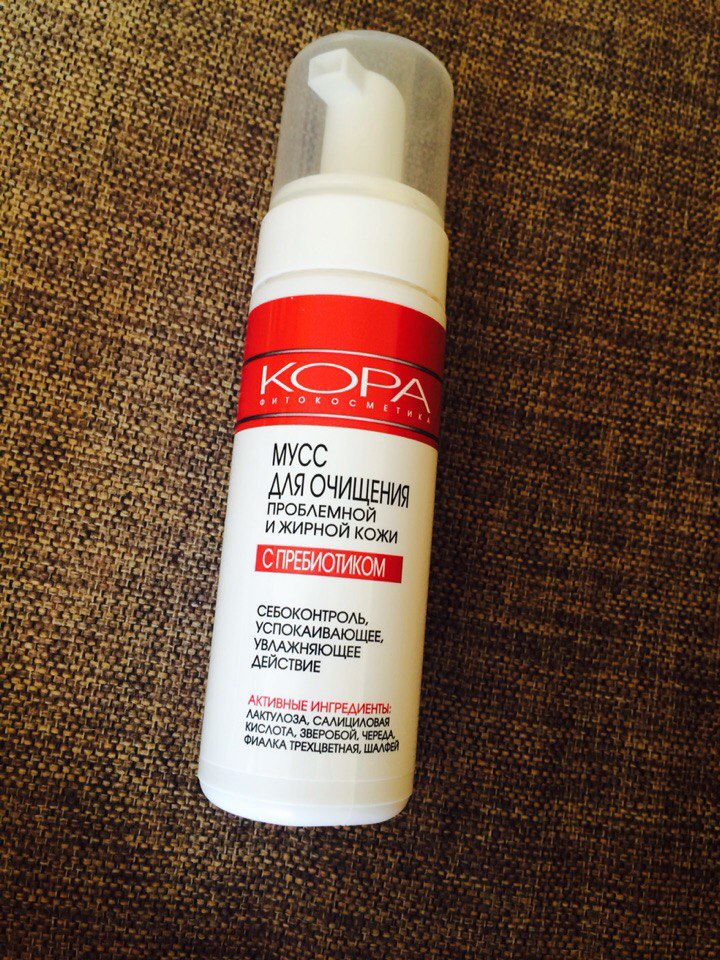 КОРА
ФИТОКОСМЕТИКА
МУСС
ДЛЯ ОЧИЩЕНИЯ
ПРОБЛЕМНОЙ
И ЖИРНОЙ КОЖИ
С ПРЕБИОТИКОМ
СЕБОКОНТРОЛЬ,
УСПОКАИВАЮЩЕЕ,
УВЛАЖНЯЮЩЕЕ
ДЕЙСТВИЕ
АКТИВНЫЕ ИНГРЕДИЕНТЫ:
ЛАКТУЛОЗА, САЛИЦИЛОВАЯ
КИСЛОТА, ЗВЕРОБОЙ, ЧЕРЕДА,
ФИАЛКА ТРЕХЦВЕТНАЯ, ШАЛФЕЙ